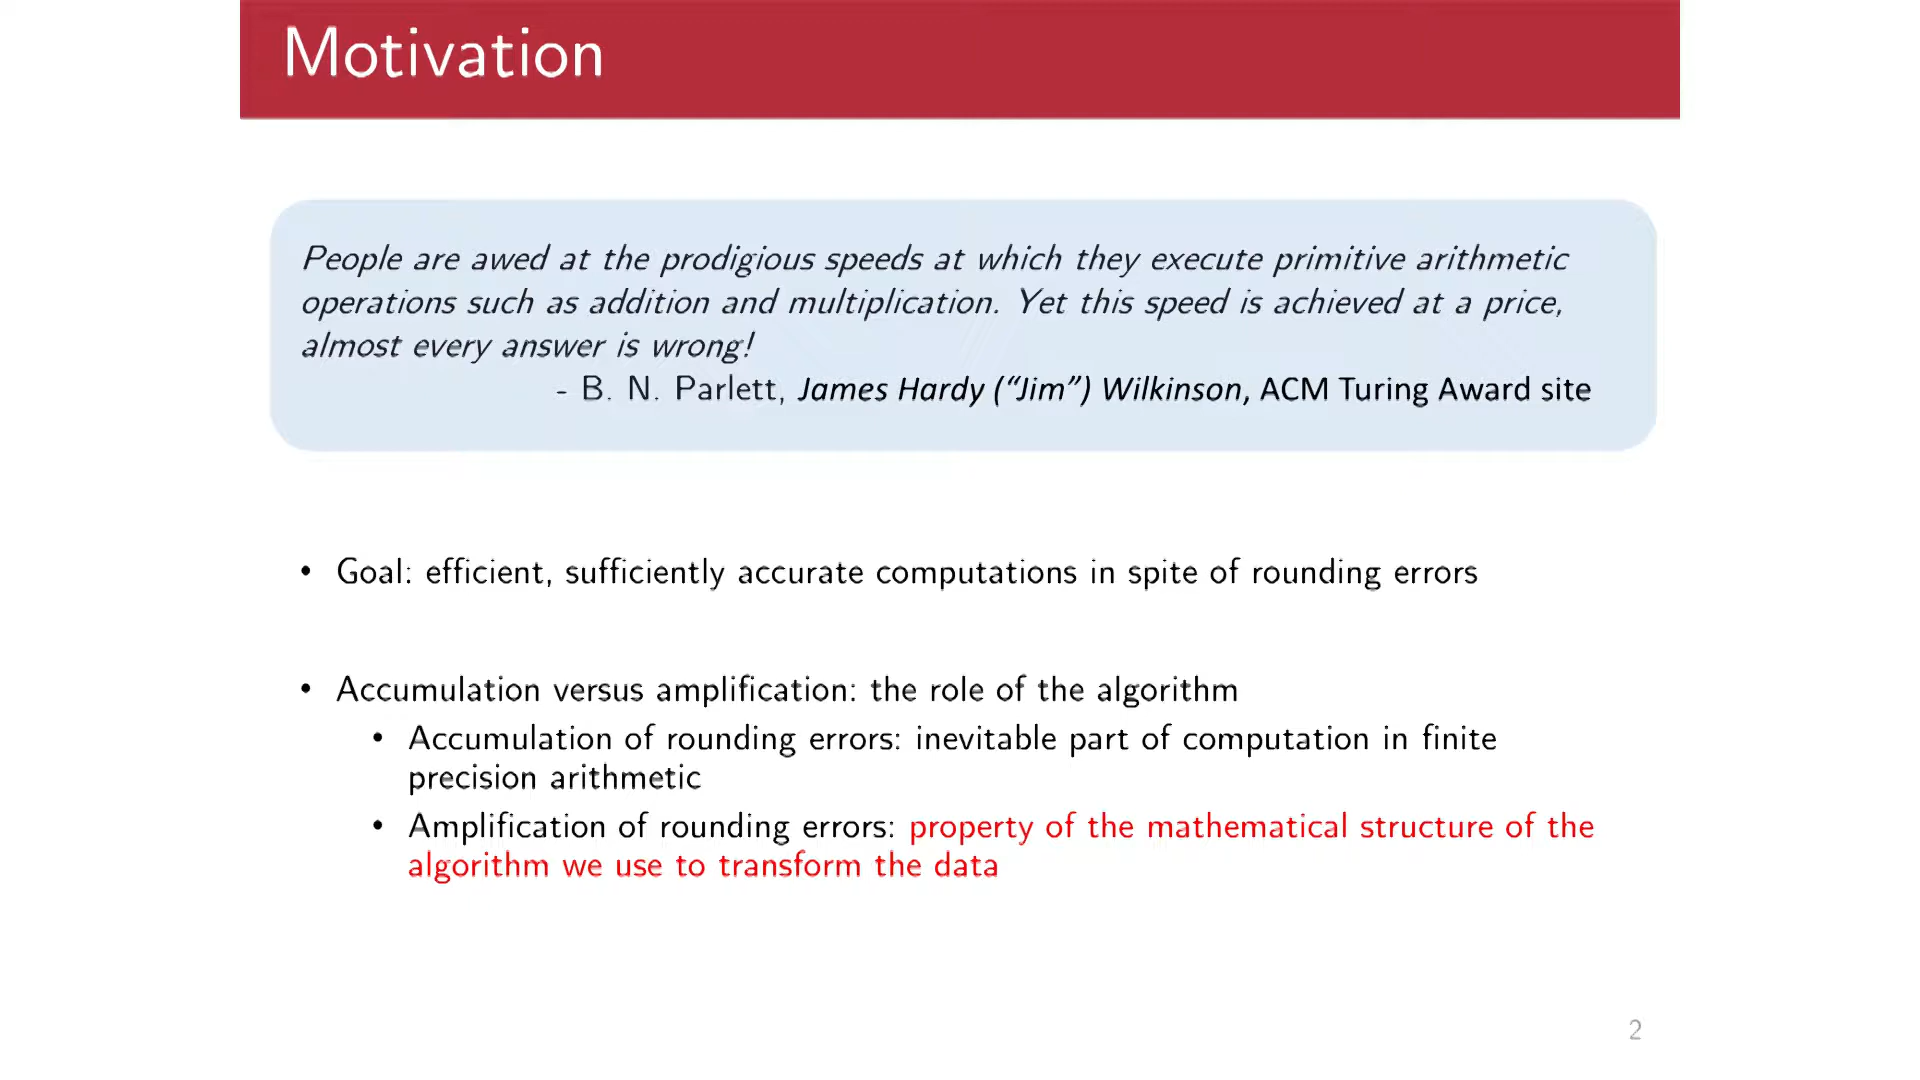 Motivation
People are awed at the prodigious speeds at which they execute primitive arithmetic
operations such as addition and multiplication. Yet this speed is achieved at a price,
almost every answer is wrong!
- B. N. Parlett, James Hardy (“Jim”) Wilkinson, ACM Turing Award site
• Goal: efficient, sufficiently accurate computations in spite of rounding errors
• Accumulation versus amplification: the role of the algorithm
• Accumulation of rounding errors: inevitable part of computation in finite
precision arithmetic
• Amplification of rounding errors: property of the mathematical structure of the
algorithm we use to transform the data
2